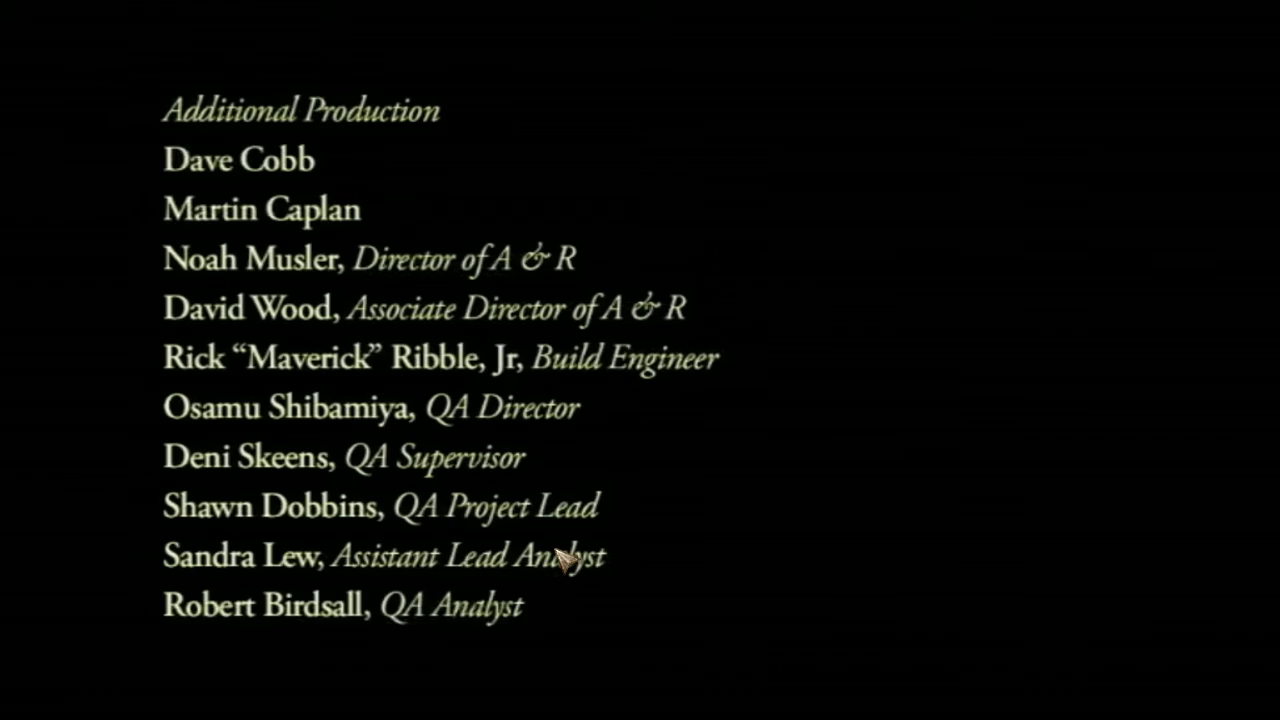 Additional Production
Dave Cobb
Martin Caplan
Noah Musler, Director of A & R
David Wood, Associate Director of A & R
Rick “Maverick” Ribble, Jr, Build Engineer
Osamu Shibamiya, QA Director
Deni Skeens, QA Supervisor
Shawn Dobbins, QA Project Lead
Sandra Lew, Assistant Lead Analyst
Robert Birdsall, QA Analyst